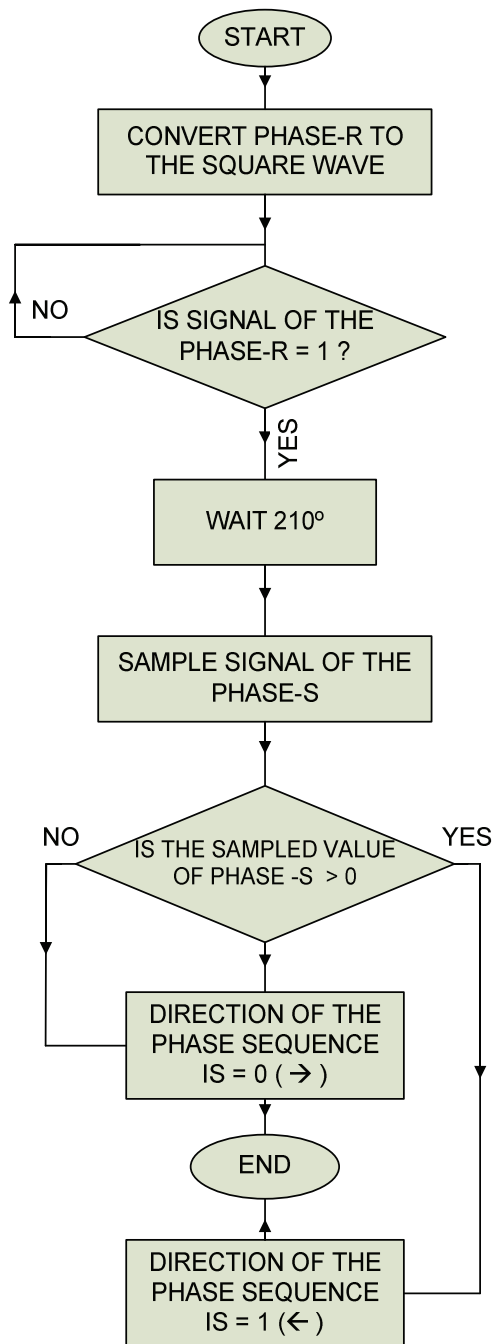 START
CONVERT PHASE-R TO
THE SQUARE WAVE
NO
IS SIGNAL OF THE
PHASE-R = 1 ?
YES
WAIT 210º
SAMPLE SIGNAL OF THE
PHASE-S
NO
YES
IS THE SAMPLED VALUE
OF PHASE -S > 0
DIRECTION OF THE
PHASE SEQUENCE
IS = 0 ( → )
END
DIRECTION OF THE
PHASE SEQUENCE
IS = 1 (← )